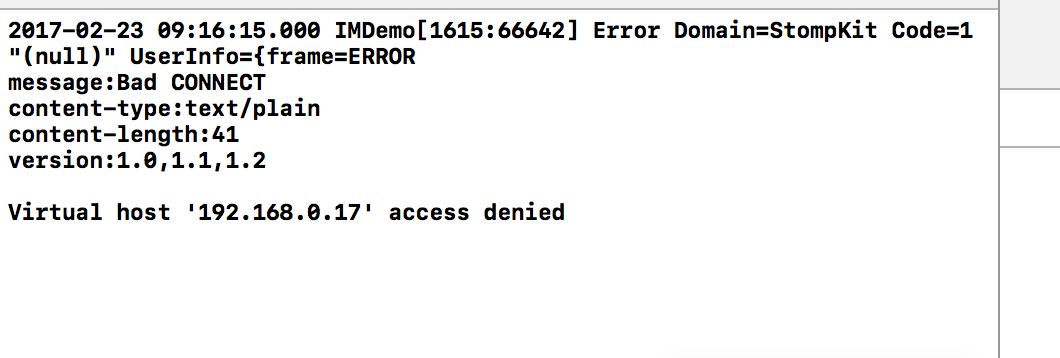 2017-02-23 09:16:15.000 IMDemo[1615:66642] Error Domain=StompKit Code=1
"(null)" UserInfo={frame=ERROR
message:Bad CONNECT
content-type:text/plain
content-length:41
version:1.0,1.1,1.2
Virtual host '192.168.0.17' access denied